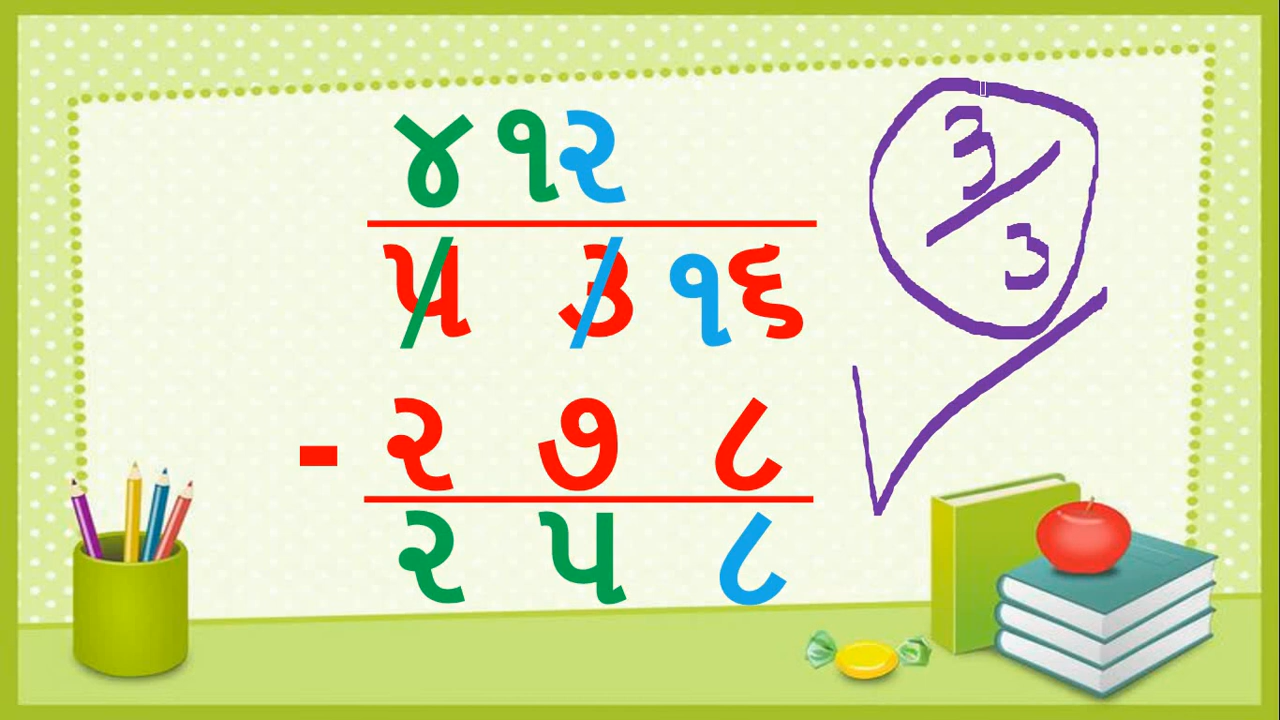 ૪ ૧૨
૫ ૩ ૧૬
- ૨ ૭ ૮
૨ ૫ ૮
3/3